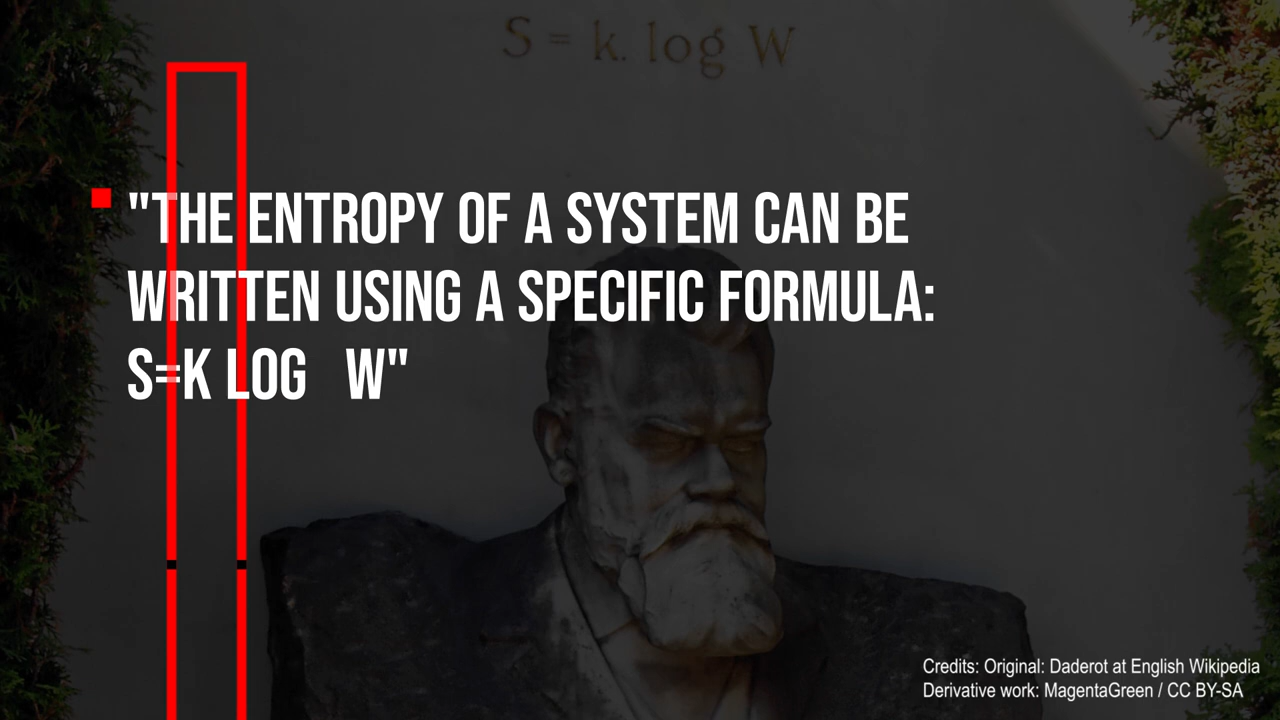 S = k. log W
"THE ENTROPY OF A SYSTEM CAN BE
WRITTEN USING A SPECIFIC FORMULA:
S=K LOG W"
Credits: Original: Daderot at English Wikipedia
Derivative work: MagentaGreen / CC BY-SA